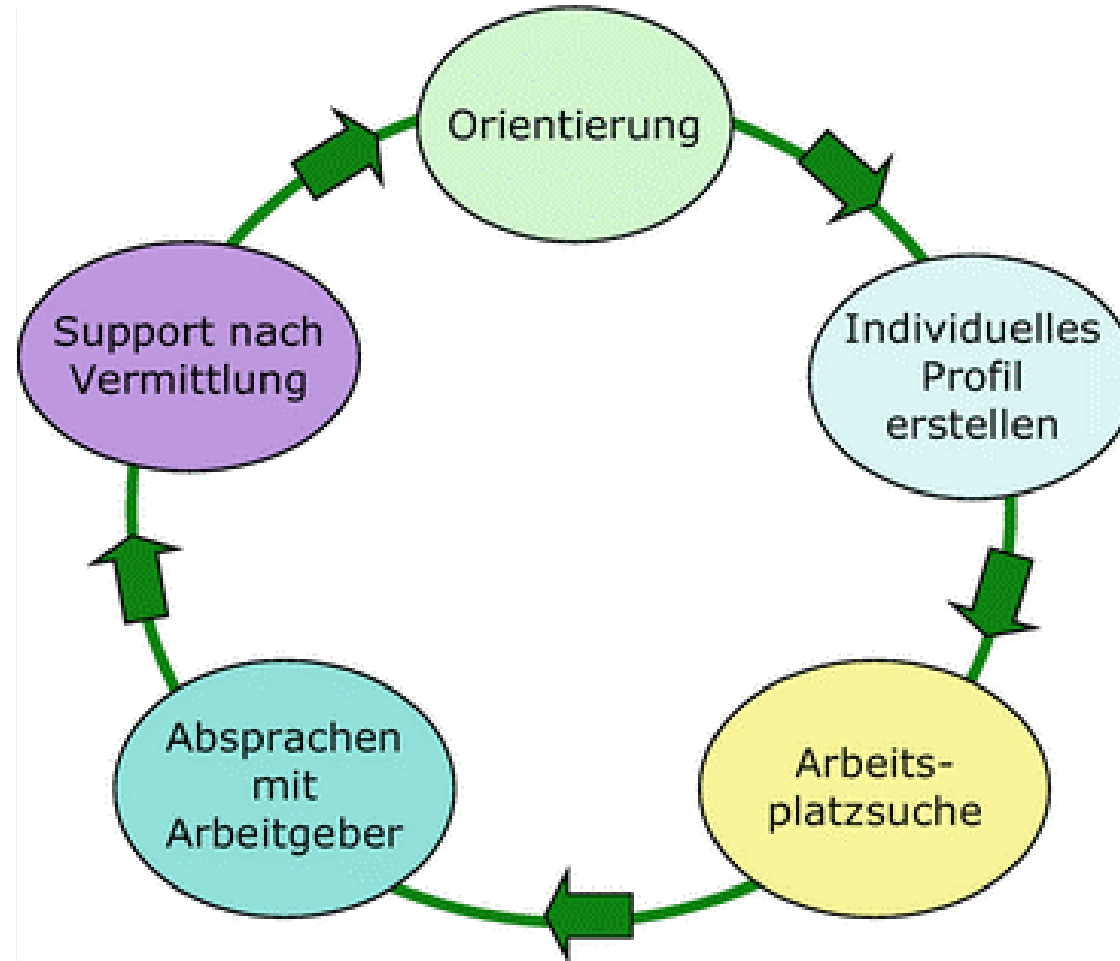 Orientierung
Individuelles
Profil
erstellen
Arbeits-
platzsuche
Absprachen
mit
Arbeitgeber
Support nach
Vermittlung